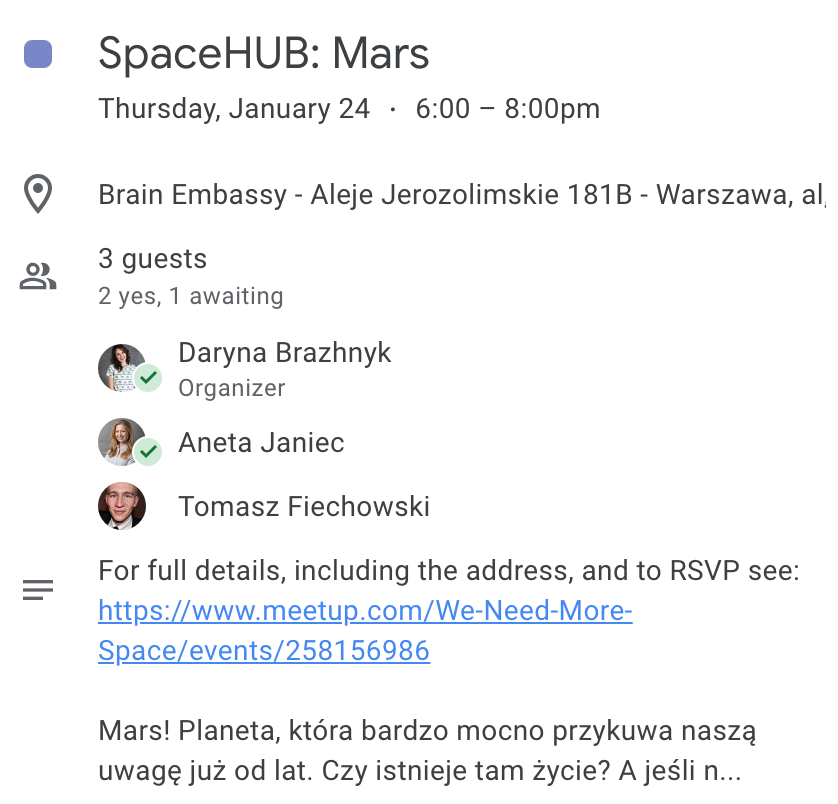 SpaceHUB: Mars
Thursday, January 24 · 6:00 – 8:00pm
Brain Embassy - Aleje Jerozolimskie 181B - Warszawa, al,
3 guests
2 yes, 1 awaiting
Daryna Brazhnyk
Organizer
Aneta Janiec
Tomasz Fiechowski
For full details, including the address, and to RSVP see:
https://www.meetup.com/We-Need-More-
Space/events/258156986
Mars! Planeta, która bardzo mocno przykuwa naszą
uwagę już od lat. Czy istnieje tam życie? A jeśli n...